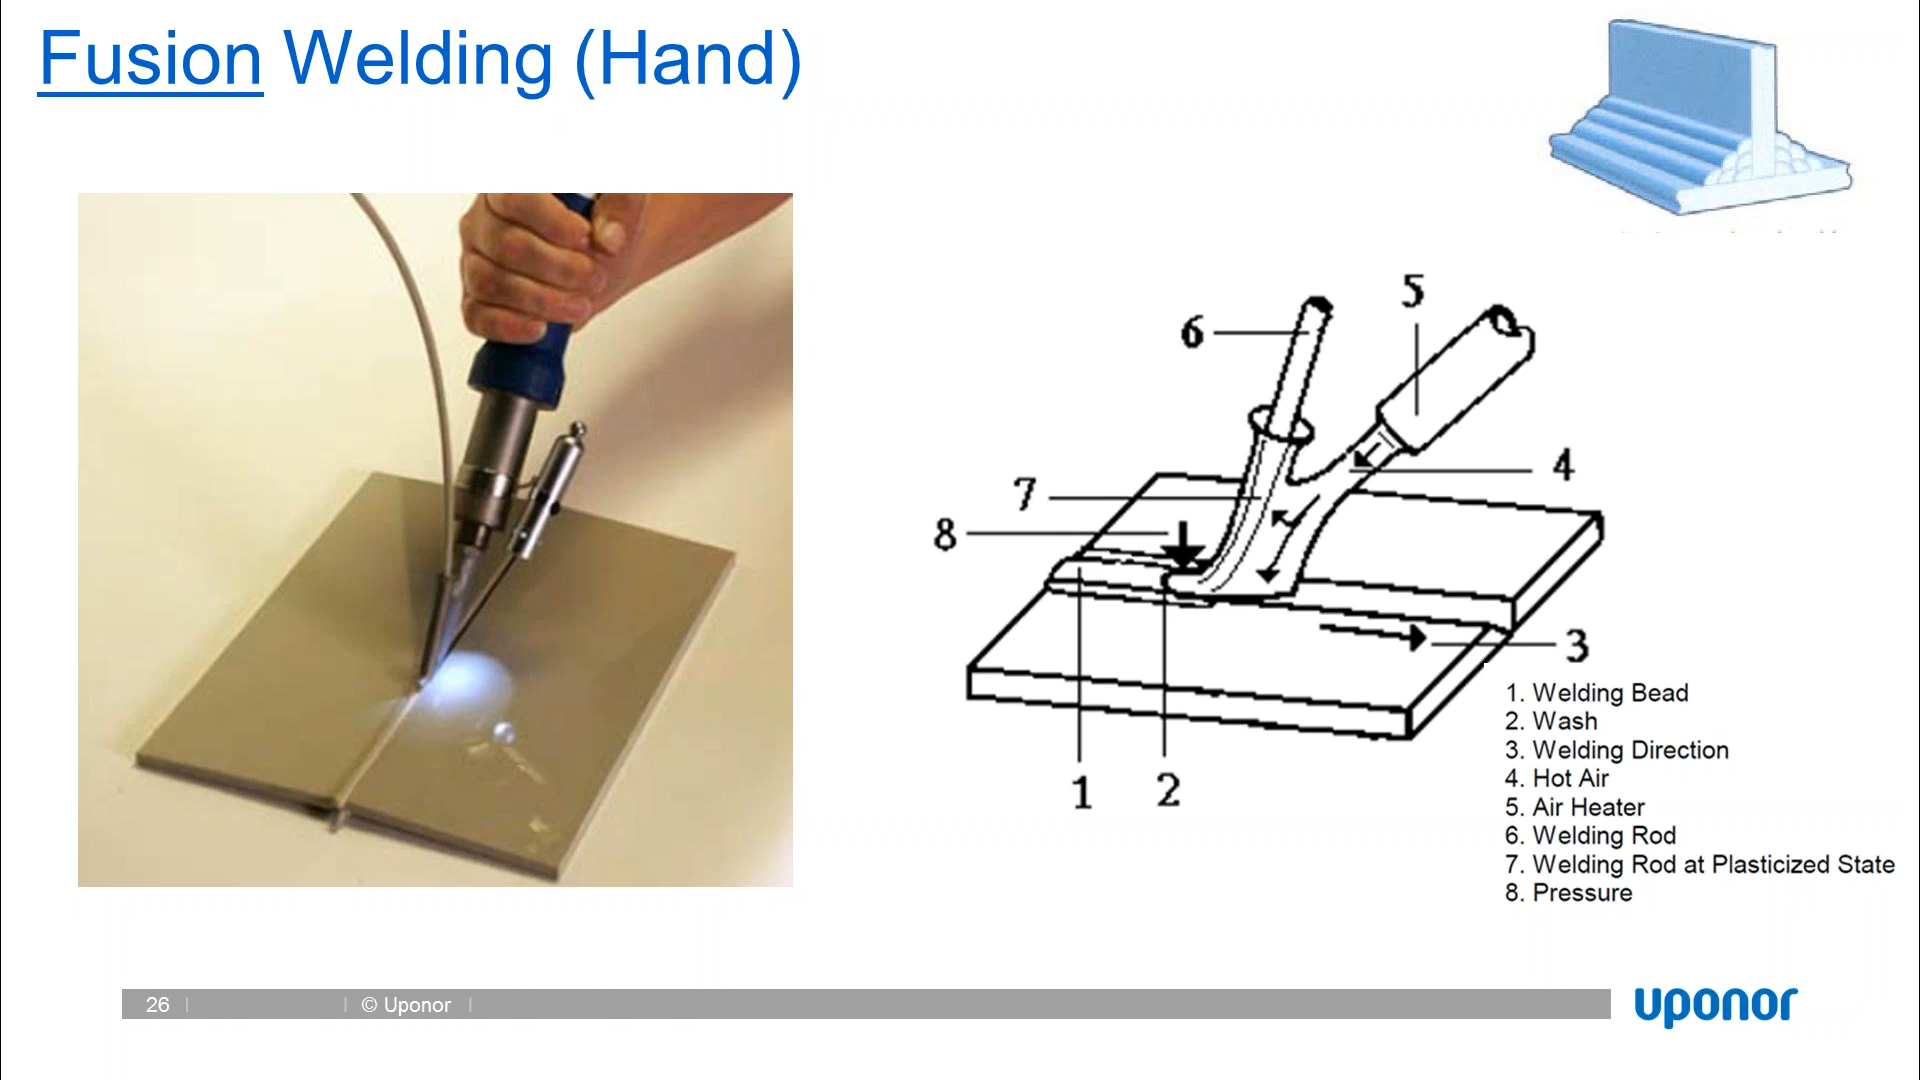 Fusion Welding (Hand)
5
6
4
7
8
3
1 2
1. Welding Bead
2. Wash
3. Welding Direction
4. Hot Air
5. Air Heater
6. Welding Rod
7. Welding Rod at Plasticized State
8. Pressure
26 | | © Uponor |
uponor